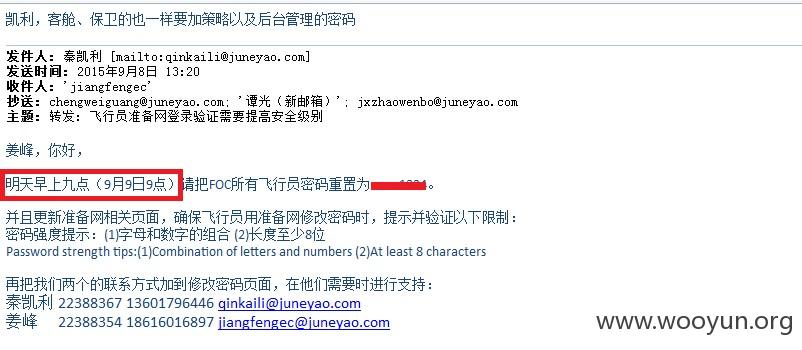 凯利，客舱、保卫的也一样要加策略以及后台管理的密码
发件人：秦凯利 [mailto:qinkaili@juneyao.com]
发送时间：2015年9月8日 13:20
收件人：'jiangfengec'
抄送：chengweiguang@juneyao.com; '谭光（新邮箱）'; jxzhaowenbo@juneyao.com
主题：转发：飞行员准备网登录验证需要提高安全级别
姜峰，你好，
明天早上九点（9月9日9点）请把FOC所有飞行员密码重置为 。
并且更新准备网相关页面，确保飞行员用准备网修改密码时，提示并验证以下限制：
密码强度提示：(1)字母和数字的组合 (2)长度至少8位
Password strength tips:(1)Combination of letters and numbers (2)At least 8 characters
再把我们两个的联系方式加到修改密码页面，在他们需要时进行支持：
秦凯利 22388367 13601796446 qinkaili@juneyao.com
姜峰 22388354 18616016897 jiangfengec@juneyao.com
www.wooyun.org